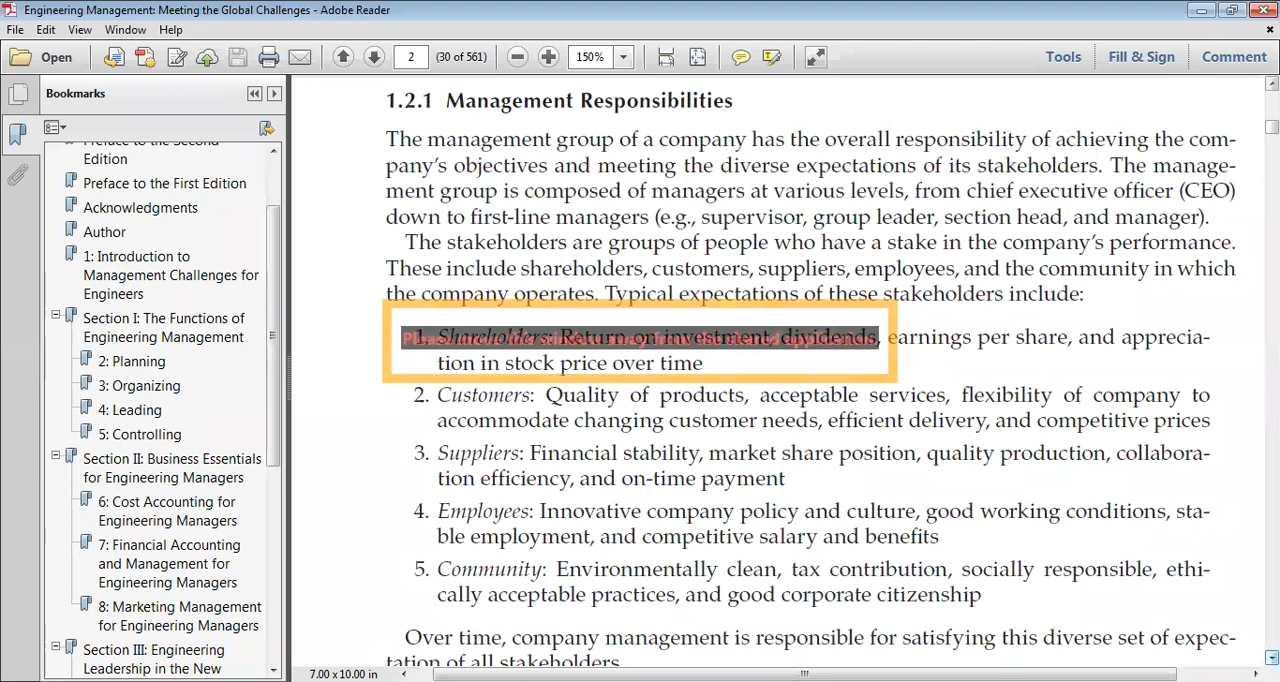 Engineering Management: Meeting the Global Challenges - Adobe Reader
File Edit View Window Help
Open 2 (30 of 561) 150% Tools Fill & Sign Comment
Bookmarks
Preface to the Second
Edition
Preface to the First Edition
Acknowledgments
Author
1: Introduction to
Management Challenges for
Engineers
Section I: The Functions of
Engineering Management
2: Planning
3: Organizing
4: Leading
5: Controlling
Section II: Business Essentials
for Engineering Managers
6: Cost Accounting for
Engineering Managers
7: Financial Accounting
and Management for
Engineering Managers
8: Marketing Management
for Engineering Managers
Section III: Engineering
Leadership in the New
1.2.1 Management Responsibilities
The management group of a company has the overall responsibility of achieving the com-
pany's objectives and meeting the diverse expectations of its stakeholders. The manage-
ment group is composed of managers at various levels, from chief executive officer (CEO)
down to first-line managers (e.g., supervisor, group leader, section head, and manager).
The stakeholders are groups of people who have a stake in the company's performance.
These include shareholders, customers, suppliers, employees, and the community in which
the company operates. Typical expectations of these stakeholders include:
1. Shareholders: Return on investment, dividends, earnings per share, and apprecia-
tion in stock price over time
2. Customers: Quality of products, acceptable services, flexibility of company to
accommodate changing customer needs, efficient delivery, and competitive prices
3. Suppliers: Financial stability, market share position, quality production, collabora-
tion efficiency, and on-time payment
4. Employees: Innovative company policy and culture, good working conditions, sta-
ble employment, and competitive salary and benefits
5. Community: Environmentally clean, tax contribution, socially responsible, ethi-
cally acceptable practices, and good corporate citizenship
Over time, company management is responsible for satisfying this diverse set of expec-
tation of all stakeholders.
7.00 x 10.00 in